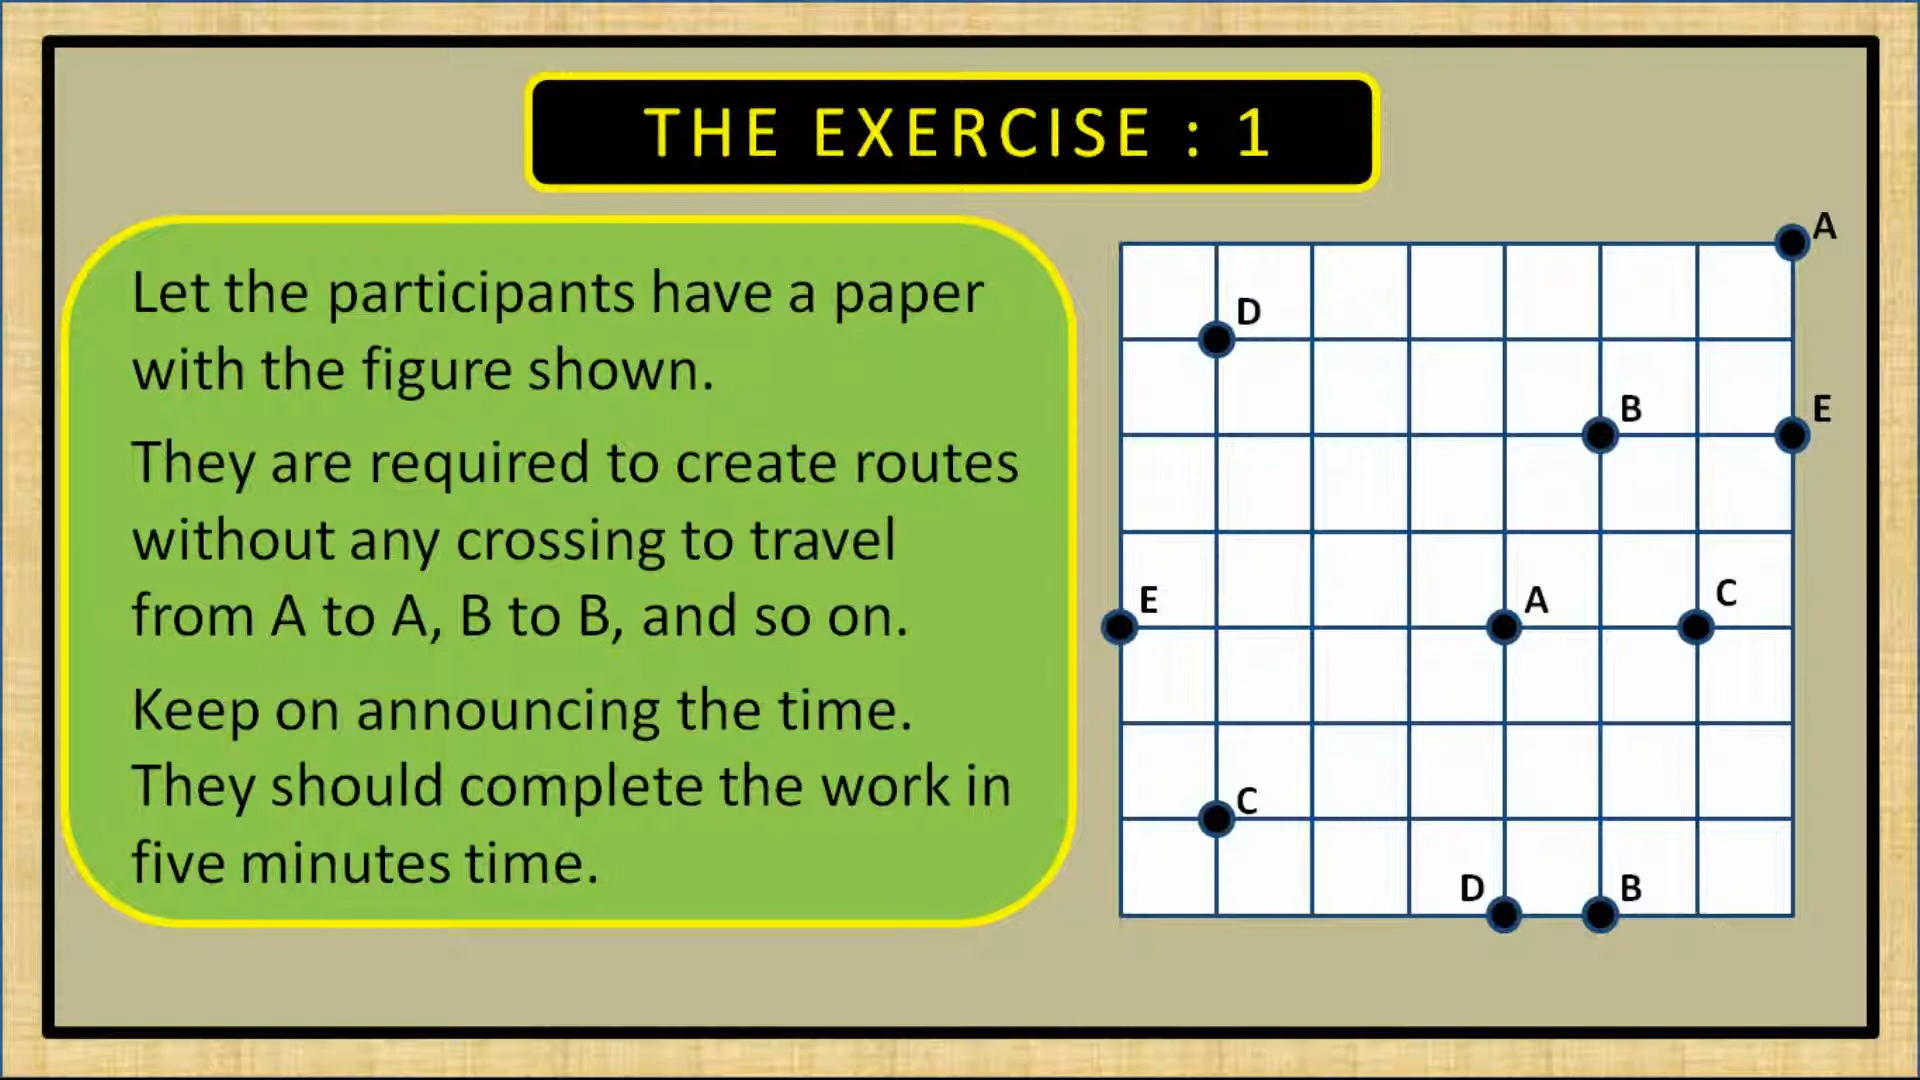 THE EXERCISE : 1
Let the participants have a paper
with the figure shown.
They are required to create routes
without any crossing to travel
from A to A, B to B, and so on.
Keep on announcing the time.
They should complete the work in
five minutes time.
A
D
B
E
E
A
C
C
D
B